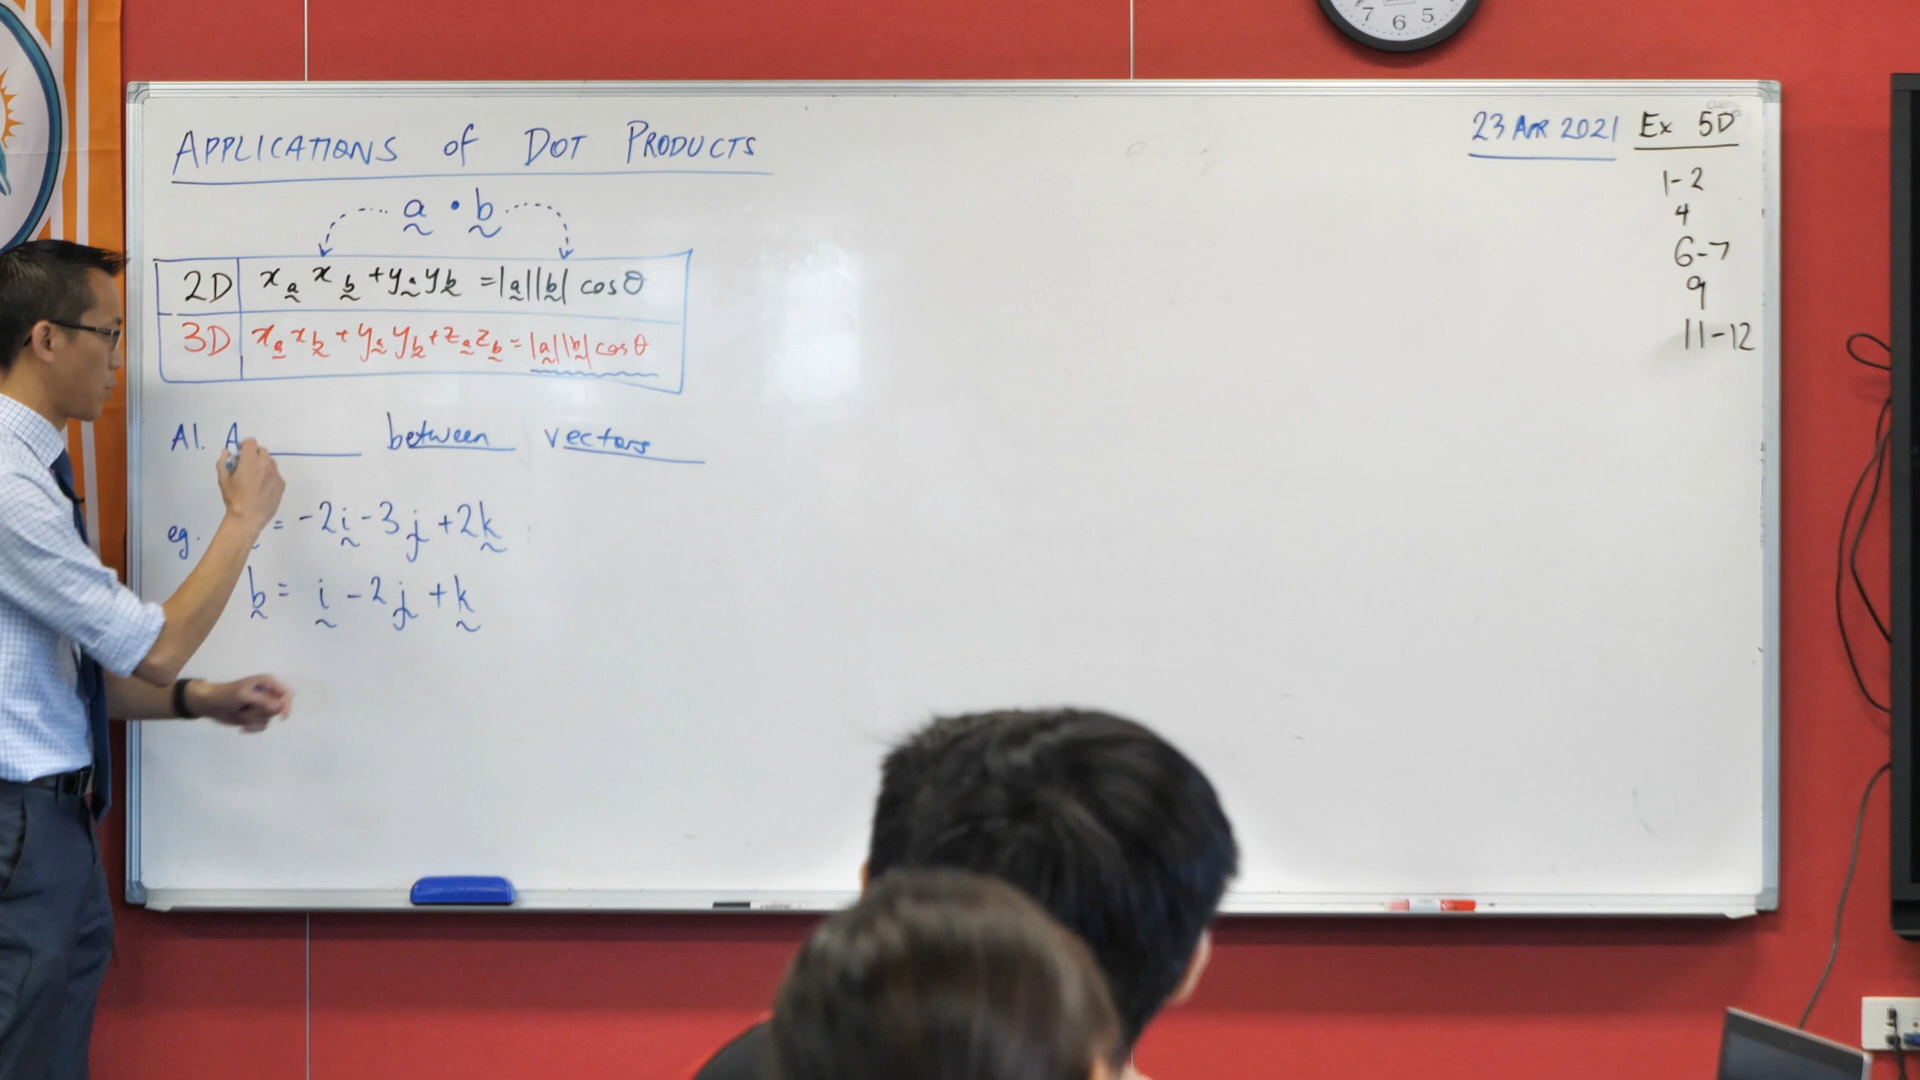 APPLICATIONS of DOT PRODUCTS
a • b
2D x_a x_b + y_a y_b = |a||b| cos θ
3D x_a x_b + y_a y_b + z_a z_b = |a||b| cos θ
A1. A between vectors
eg. = -2i - 3j + 2k
b = i - 2j + k
23 APR 2021
Ex 5D
1-2
4
6-7
9
11-12
7 6 5